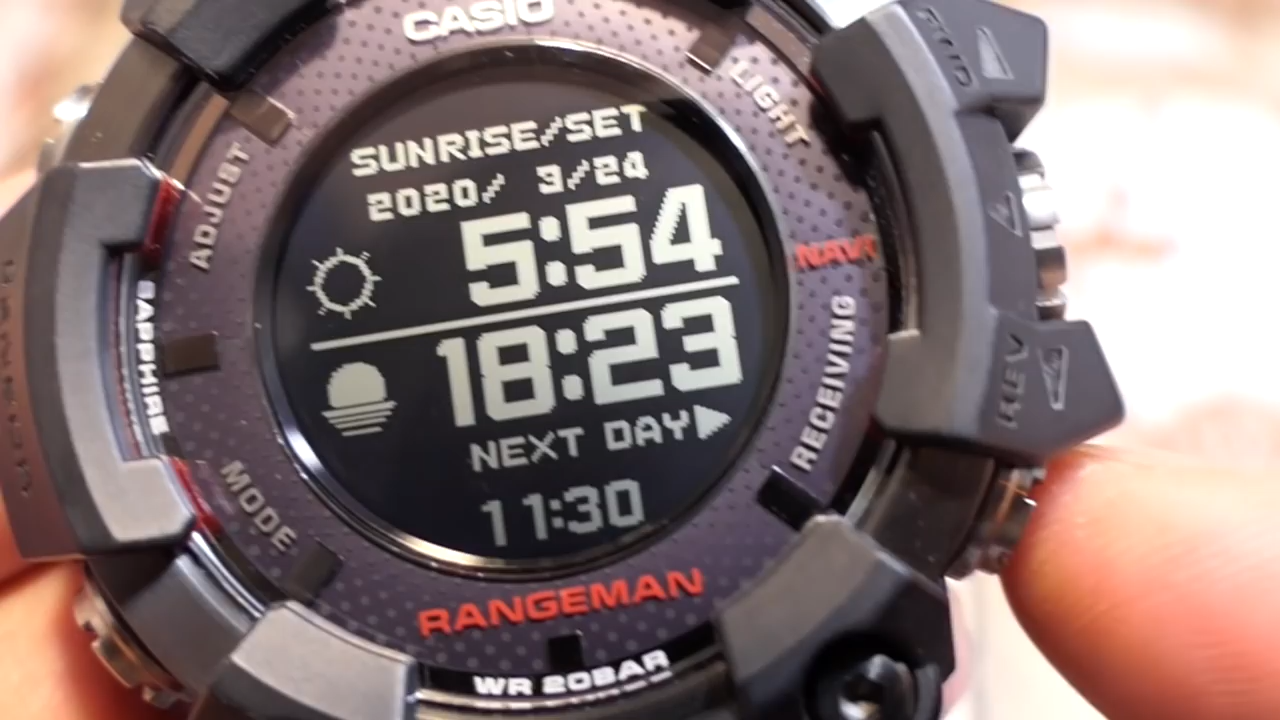 CASIO
LIGHT
ADJUST
SUNRISE/SET
2020/ 3/24
5:54
NAVI
18:23
SAPPHIRE
RECEIVING
REV
NEXT DAY
MODE
11:30
RANGEMAN
WR 20BAR